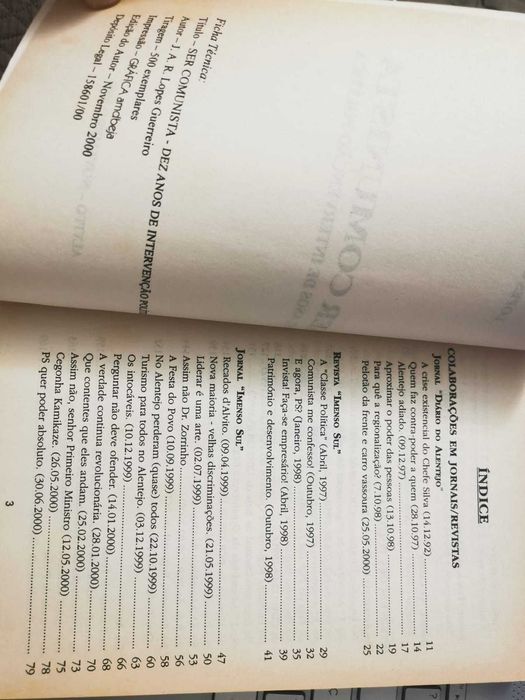 Ficha Técnica:
Título – SER COMUNISTA - DEZ ANOS DE INTERVENÇÃO
Autor – J. A. R. Lopes Guerreiro
Tiragem – 500 exemplares
Impressão – GRÁFICA amobeja
Edição do Autor – Novembro 2000
Depósito Legal – 158601/00
ÍNDICE
COLABORAÇÕES EM JORNAIS/REVISTAS
JORNAL "DIÁRIO DO ALENTEJO"
A crise existencial do Chefe Silva (14.12.92) 11
Quem faz contra-poder a quem (28.10.97) 14
Alentejo adiado. (09.12.97) 17
Aproximar o poder das pessoas (13.10.98) 19
Para quê a regionalização? (7.10.98) 22
Pelotão da frente e carro vassoura (25.05.2000) 25
REVISTA "IMENSO SUL"
A "Classe Política" (Abril, 1997) 29
Comunista me confesso! (Outubro, 1997) 32
E agora, PS? (Janeiro, 1998) 35
Invista! Faça-se empresário! (Abril, 1998) 39
Património e desenvolvimento. (Outubro, 1998) 41
JORNAL "IMENSO SUL"
Recados d'Alvito. (09.04.1999) 47
Nova maioria - velhas discriminações. (21.05.1999) 50
Liderar é uma arte. (02.07.1999) 53
Assim não Dr. Zorrinho 56
A Festa do Povo (10.09.1999) 58
No Alentejo perderam (quase) todos (22.10.1999) 60
Turismo para todos no Alentejo. (03.12.1999) 63
Os Intocáveis. (10.12.1999) 66
Perguntar não deve ofender. (14.01.2000) 68
A verdade continua revolucionária. (28.01.2000) 70
Que contentes que eles andam. (25.02.2000) 73
Assim não, senhor Primeiro Ministro (12.05.2000) 75
Cegonha Kamikaze. (26.05.2000) 78
PS quer poder absoluto. (30.06.2000) 79
3